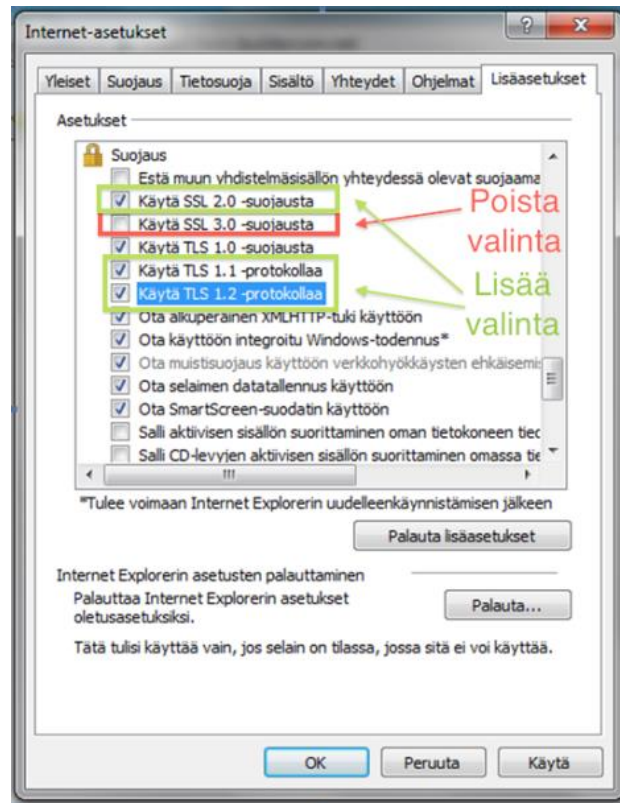 Internet-asetukset
Yleiset Suojaus Tietosuoja Sisältö Yhteydet Ohjelmat Lisäasetukset
Asetukset
Suojaus
Estä muun yhdistelmäsisällön yhteydessä olevat suojaama
Käytä SSL 2.0 -suojausta
Käytä SSL 3.0 -suojausta
Käytä TLS 1.0 -suojausta
Käytä TLS 1.1 -protokollaa
Käytä TLS 1.2 -protokollaa
Poista
valinta
Lisää
valinta
Ota alkuperäinen XMLHTTP-tuki käyttöön
Ota käyttöön integroitu Windows-todennus*
Ota muistisuojaus käyttöön verkkohyökkäysten ehkäisemis
Ota selaimen datatallennus käyttöön
Ota SmartScreen-suodatin käyttöön
Salli aktiivisen sisällön suorittaminen oman tietokoneen tied
Salli CD-levyjen aktiivisen sisällön suorittaminen omassa tie
*Tulee voimaan Internet Explorerin uudelleenkäynnistämisen jälkeen
Palauta lisäasetukset
Internet Explorerin asetusten palauttaminen
Palauttaa Internet Explorerin asetukset
oletusasetuksiksi.
Palauta...
Tätä tulisi käyttää vain, jos selain on tilassa, jossa sitä ei voi käyttää.
OK Peruuta Käytä